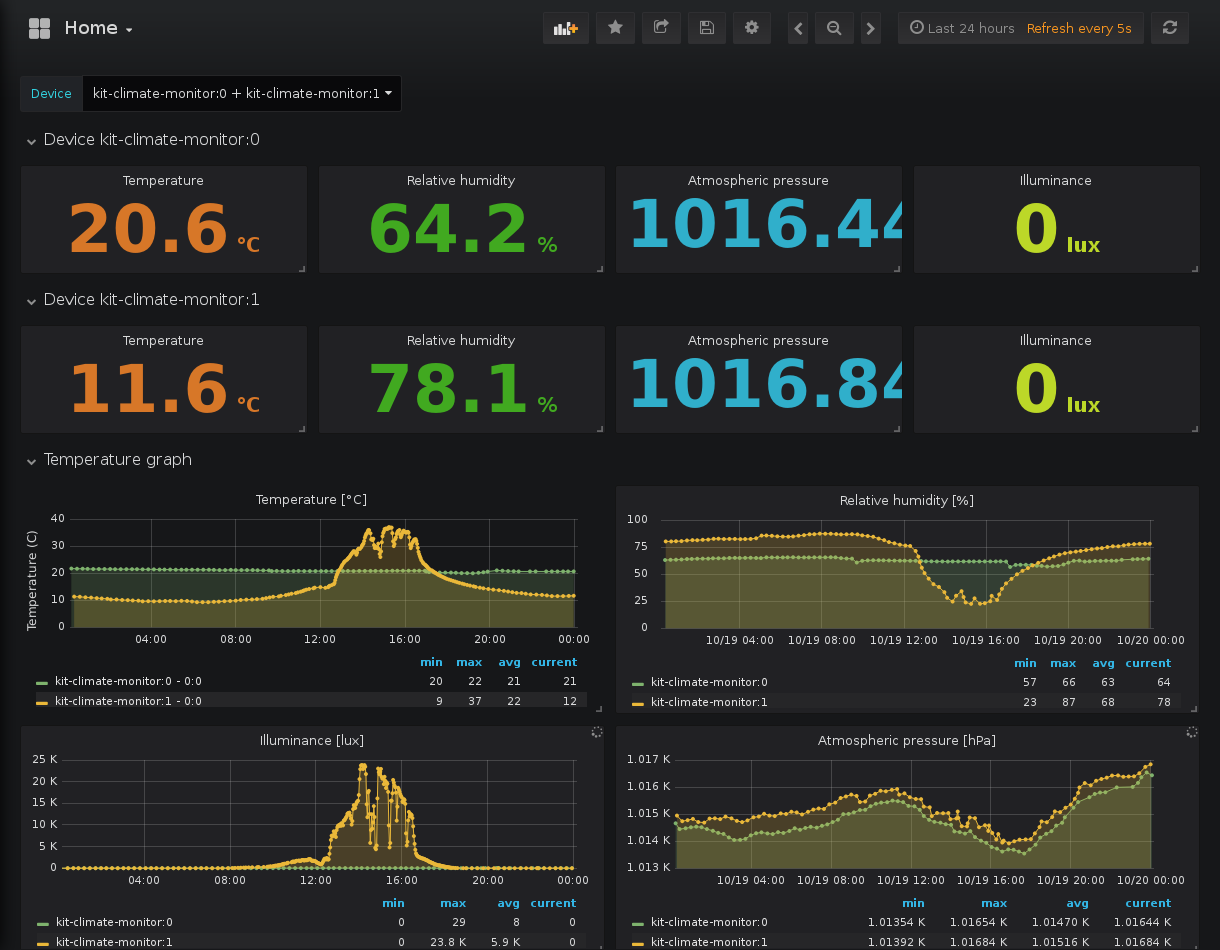 Home
Last 24 hours Refresh every 5s
Device kit-climate-monitor:0 + kit-climate-monitor:1
Device kit-climate-monitor:0
Temperature Relative humidity Atmospheric pressure Illuminance
20.6 °C 64.2 % 1016.44 0 lux
Device kit-climate-monitor:1
Temperature Relative humidity Atmospheric pressure Illuminance
11.6 °C 78.1 % 1016.84 0 lux
Temperature graph
Temperature [°C]
Temperature (C)
40
30
20
10
0
04:00 08:00 12:00 16:00 20:00 00:00
min max avg current
kit-climate-monitor:0 - 0:0 20 22 21 21
kit-climate-monitor:1 - 0:0 9 37 22 12
Relative humidity [%]
100
75
50
25
0
10/19 04:00 10/19 08:00 10/19 12:00 10/19 16:00 10/19 20:00 10/20 00:00
min max avg current
kit-climate-monitor:0 57 66 63 64
kit-climate-monitor:1 23 87 68 78
Illuminance [lux]
25 K
20 K
15 K
10 K
5 K
0
04:00 08:00 12:00 16:00 20:00 00:00
min max avg current
kit-climate-monitor:0 0 29 8 0
kit-climate-monitor:1 0 23.8 K 5.9 K 0
Atmospheric pressure [hPa]
1.017 K
1.016 K
1.015 K
1.014 K
1.013 K
10/19 04:00 10/19 08:00 10/19 12:00 10/19 16:00 10/19 20:00 10/20 00:00
min max avg current
kit-climate-monitor:0 1.01354 K 1.01654 K 1.01470 K 1.01644 K
kit-climate-monitor:1 1.01392 K 1.01684 K 1.01516 K 1.01684 K